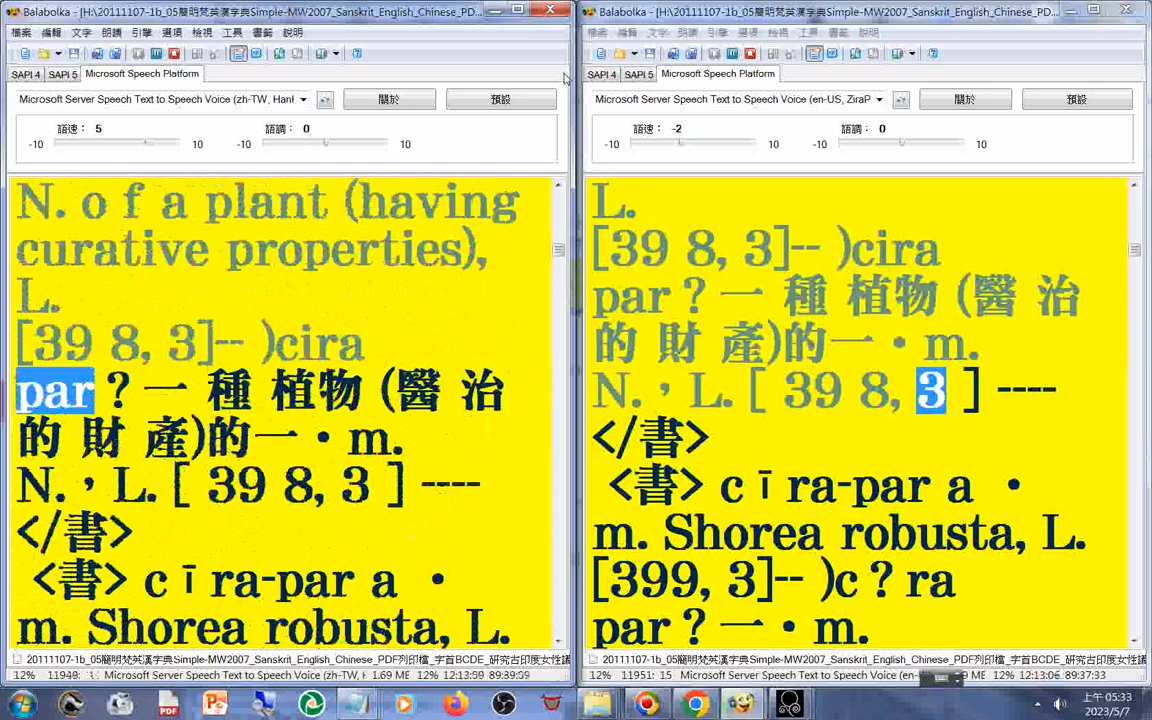 Balabolka - [H:\20111107-1b_05簡明梵英漢字典Simple-MW2007_Sanskrit_English_Chinese_PD...
檔案 編輯 文字 朗讀 引擎 選項 檢視 工具 書籤 說明
SAPI 4 SAPI 5 Microsoft Speech Platform
Microsoft Server Speech Text to Speech Voice (zh-TW, Hanl
關於 預設
語速： 5 語調： 0
-10 10 -10 10
N. o f a plant (having
curative properties),
L.
[39 8, 3]-- )cira
par？一 種 植物 (醫 治
的 財 產)的一・m.
N.，L. [ 39 8, 3 ] ----
</書>
<書> c ī ra-par a ・
m. Shorea robusta, L.
20111107-1b_05簡明梵英漢字典Simple-MW2007_Sanskrit_English_Chinese_PDF列印檔_字首BCDE_研究古印度女性議
12% 11949: Microsoft Server Speech Text to Speech Voice (zh-TW, H 1.69 ME 12% 12:13:09 89:39:09
Balabolka - [H:\20111107-1b_05簡明梵英漢字典Simple-MW2007_Sanskrit_English_Chinese_PD...
檔案 編輯 文字 朗讀 引擎 選項 檢視 工具 書籤 說明
SAPI 4 SAPI 5 Microsoft Speech Platform
Microsoft Server Speech Text to Speech Voice (en-US, ZiraP
關於 預設
語速： -2 語調： 0
-10 10 -10 10
L.
[39 8, 3]-- )cira
par？一 種 植物 (醫 治
的 財 產)的一・m.
N.，L. [ 39 8, 3 ] ----
</書>
<書> c ī ra-par a ・
m. Shorea robusta, L.
[399, 3]-- )c？ra
par？一・m.
20111107-1b_05簡明梵英漢字典Simple-MW2007_Sanskrit_English_Chinese_PDF列印檔_字首BCDE_研究古印度女性議
12% 11951: 15 Microsoft Server Speech Text to Speech Voice (en-us 12% 12:13:06 89:37:33
PDF
上午 05:33
2023/5/7